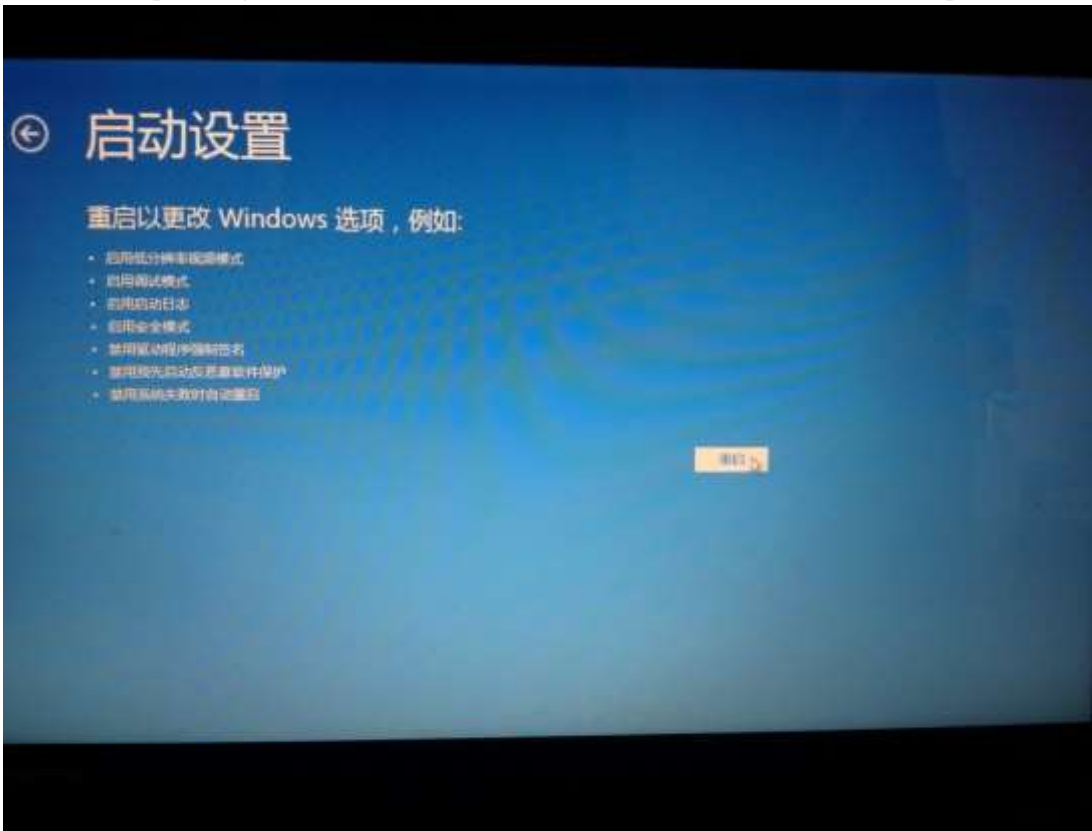 启动设置
重启以更改 Windows 选项，例如:
• 启用低分辨率视频模式
• 启用调试模式
• 启用启动日志
• 启用安全模式
• 禁用驱动程序强制签名
• 禁用预先启动反恶意软件保护
• 禁用系统失败时自动重启
重启